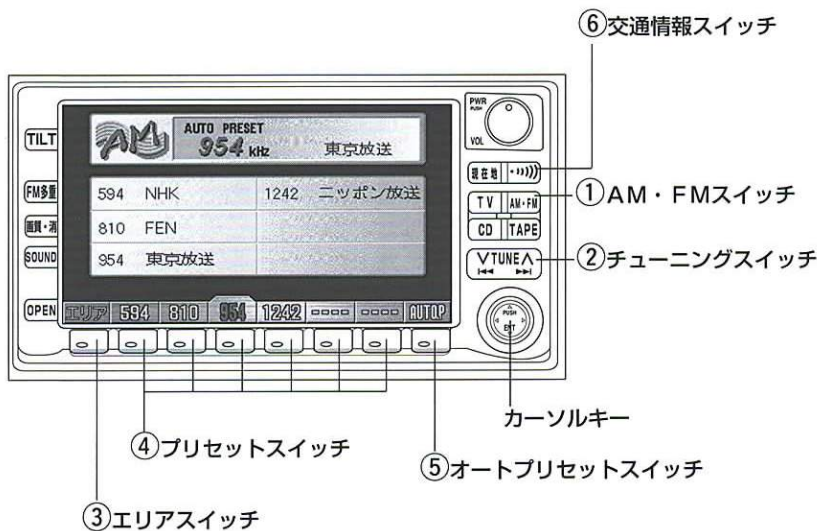 ⑥交通情報スイッチ
PWR
PUSH
VOL
TILT
AM
AUTO PRESET
954 kHz 東京放送
現在地 ・))))
FM多重
594 NHK 1242 ニッポン放送
TV AM・FM
①AM・FMスイッチ
画質・消
810 FEN
CD TAPE
SOUND
954 東京放送
∨TUNE∧
②チューニングスイッチ
OPEN
エリア 594 810 954 1242 ---- ---- AUTO.P
PUSH
ENT
カーソルキー
④プリセットスイッチ
⑤オートプリセットスイッチ
③エリアスイッチ